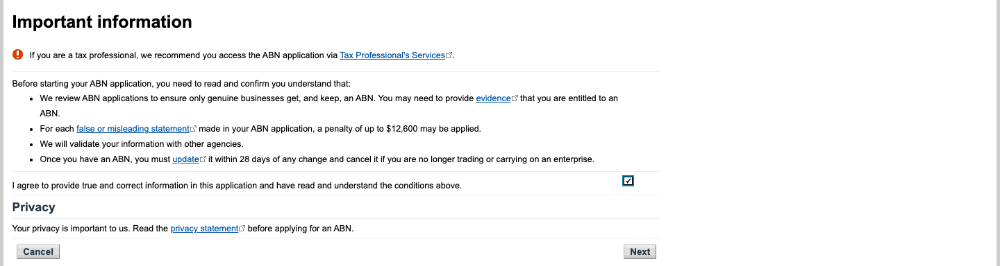 Important information
If you are a tax professional, we recommend you access the ABN application via Tax Professional's Services.
Before starting your ABN application, you need to read and confirm you understand that:
• We review ABN applications to ensure only genuine businesses get, and keep, an ABN. You may need to provide evidence that you are entitled to an
ABN.
• For each false or misleading statement made in your ABN application, a penalty of up to $12,600 may be applied.
• We will validate your information with other agencies.
• Once you have an ABN, you must update it within 28 days of any change and cancel it if you are no longer trading or carrying on an enterprise.
I agree to provide true and correct information in this application and have read and understand the conditions above.
Privacy
Your privacy is important to us. Read the privacy statement before applying for an ABN.
Cancel Next